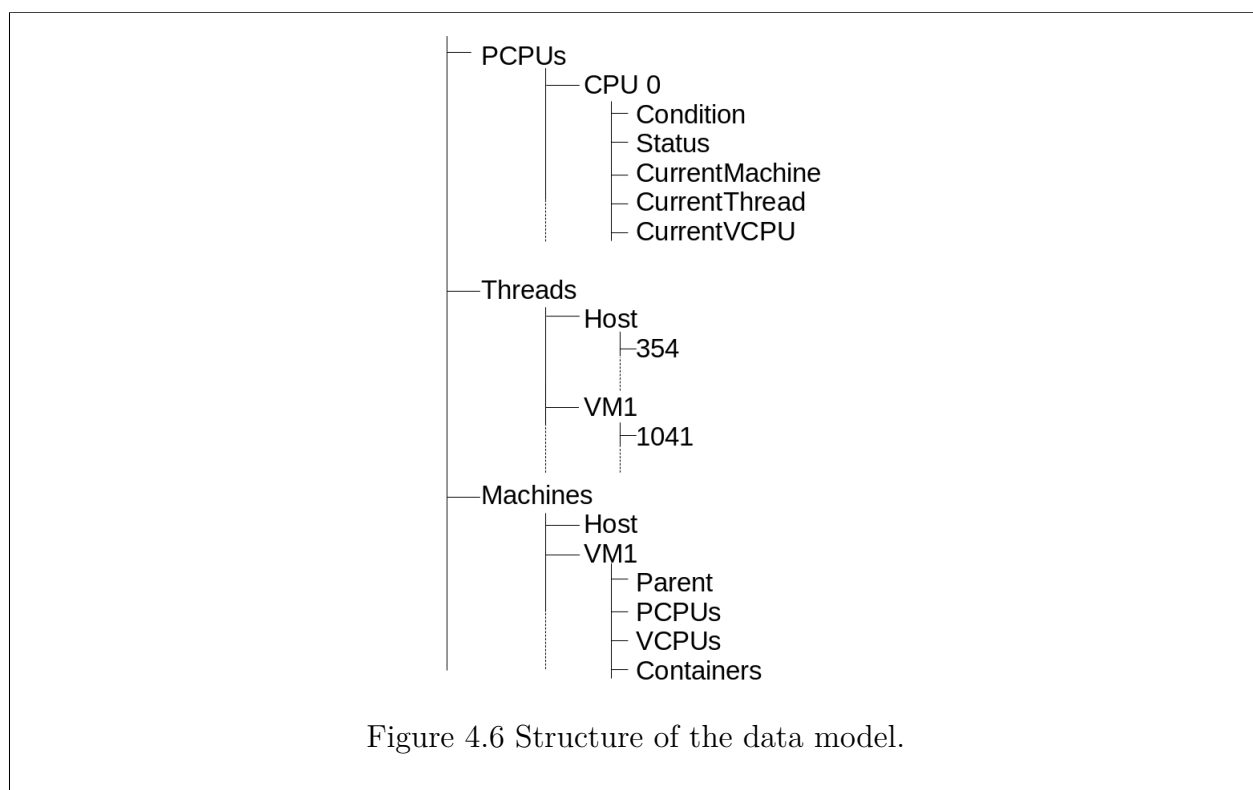 PCPUs
CPU 0
Condition
Status
CurrentMachine
CurrentThread
CurrentVCPU
Threads
Host
354
VM1
1041
Machines
Host
VM1
Parent
PCPUs
VCPUs
Containers
Figure 4.6 Structure of the data model.